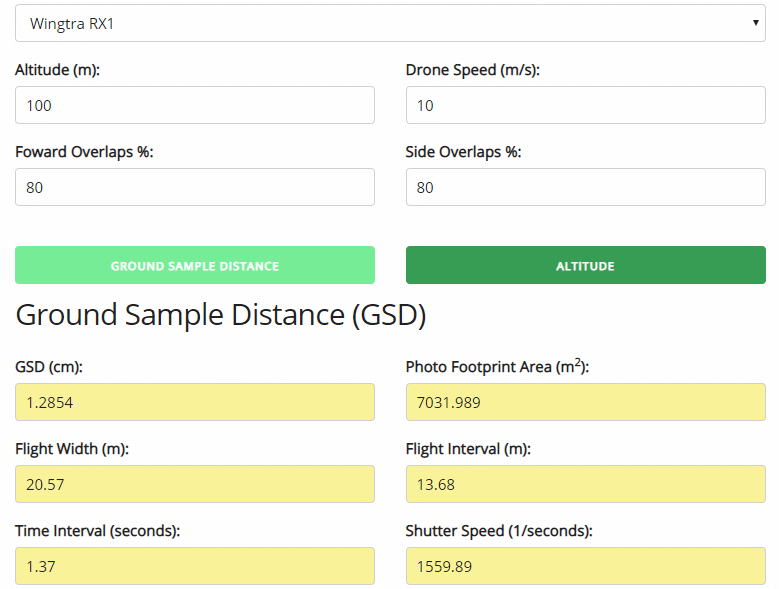 Wingtra RX1
Altitude (m): Drone Speed (m/s):
100 10
Foward Overlaps %: Side Overlaps %:
80 80
GROUND SAMPLE DISTANCE ALTITUDE
Ground Sample Distance (GSD)
GSD (cm): Photo Footprint Area (m²):
1.2854 7031.989
Flight Width (m): Flight Interval (m):
20.57 13.68
Time Interval (seconds): Shutter Speed (1/seconds):
1.37 1559.89